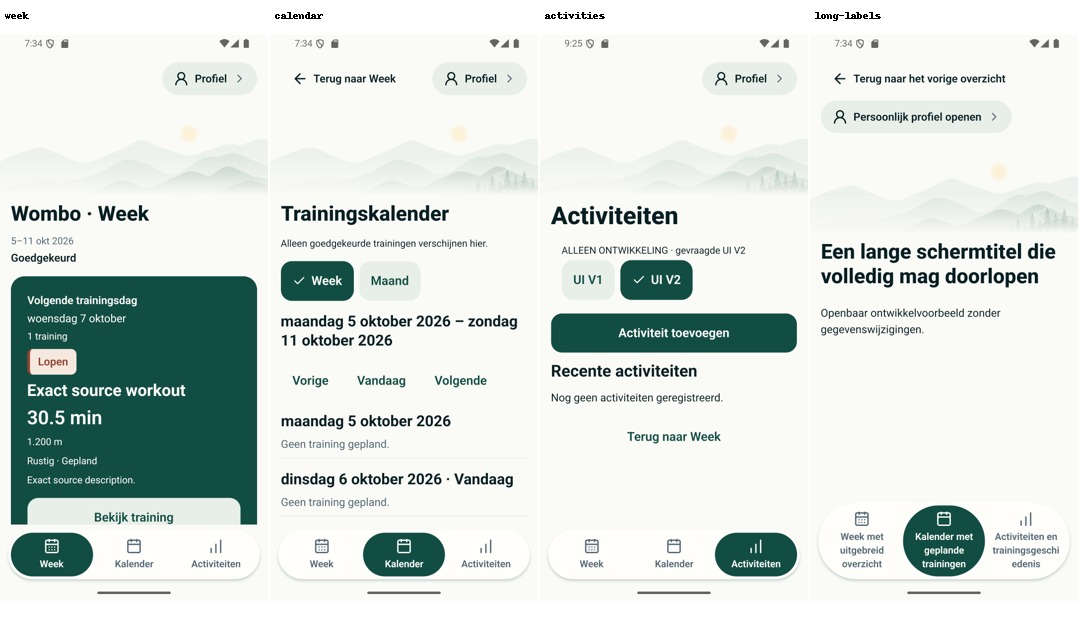 week
7:34
Profiel
Wombo · Week
5–11 okt 2026
Goedgekeurd
Volgende trainingsdag
woensdag 7 oktober
1 training
Lopen
Exact source workout
30.5 min
1.200 m
Rustig · Gepland
Exact source description.
Bekijk training
Week
Kalender
Activiteiten
calendar
7:34
Terug naar Week
Profiel
Trainingskalender
Alleen goedgekeurde trainingen verschijnen hier.
Week
Maand
maandag 5 oktober 2026 – zondag
11 oktober 2026
Vorige
Vandaag
Volgende
maandag 5 oktober 2026
Geen training gepland.
dinsdag 6 oktober 2026 · Vandaag
Geen training gepland.
Week
Kalender
Activiteiten
activities
9:25
Profiel
Activiteiten
ALLEEN ONTWIKKELING · gevraagde UI V2
UI V1
UI V2
Activiteit toevoegen
Recente activiteiten
Nog geen activiteiten geregistreerd.
Terug naar Week
Week
Kalender
Activiteiten
long-labels
7:34
Terug naar het vorige overzicht
Persoonlijk profiel openen
Een lange schermtitel die
volledig mag doorlopen
Openbaar ontwikkelvoorbeeld zonder
gegevenswijzigingen.
Week met
uitgebreid
overzicht
Kalender met
geplande
trainingen
Activiteiten en
trainingsgeschi
edenis